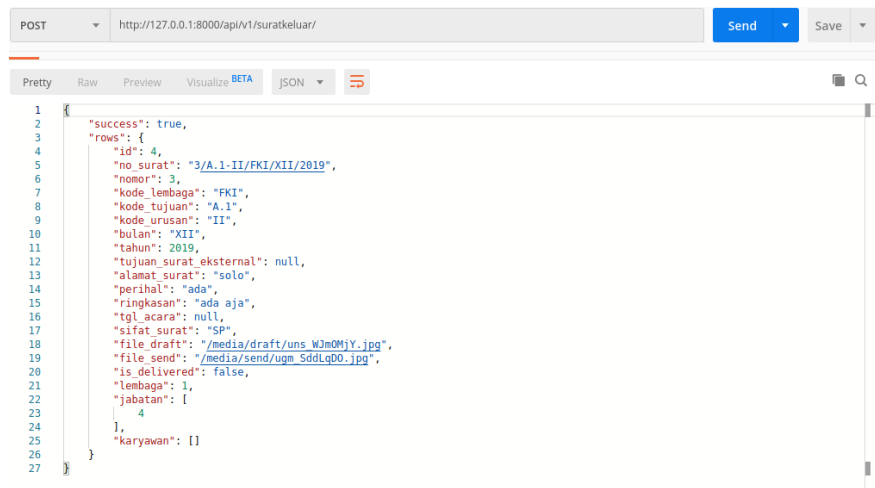 POST http://127.0.0.1:8000/api/v1/suratkeluar/ Send Save
Pretty Raw Preview Visualize BETA JSON
1 {
2 "success": true,
3 "rows": {
4 "id": 4,
5 "no_surat": "3/A.1-II/FKI/XII/2019",
6 "nomor": 3,
7 "kode_lembaga": "FKI",
8 "kode_tujuan": "A.1",
9 "kode_urusan": "II",
10 "bulan": "XII",
11 "tahun": 2019,
12 "tujuan_surat_eksternal": null,
13 "alamat_surat": "solo",
14 "perihal": "ada",
15 "ringkasan": "ada aja",
16 "tgl_acara": null,
17 "sifat_surat": "SP",
18 "file_draft": "/media/draft/uns_WJmOMjY.jpg",
19 "file_send": "/media/send/ugm_SddLqDO.jpg",
20 "is_delivered": false,
21 "lembaga": 1,
22 "jabatan": [
23 4
24 ],
25 "karyawan": []
26 }
27 }